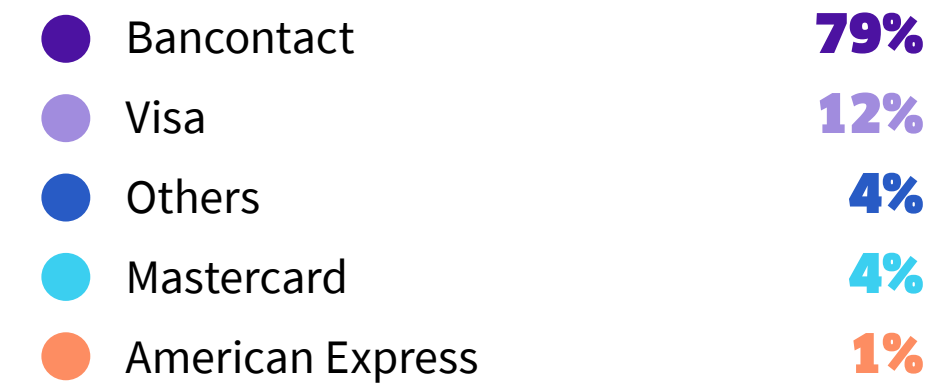 Bancontact 79%
Visa 12%
Others 4%
Mastercard 4%
American Express 1%